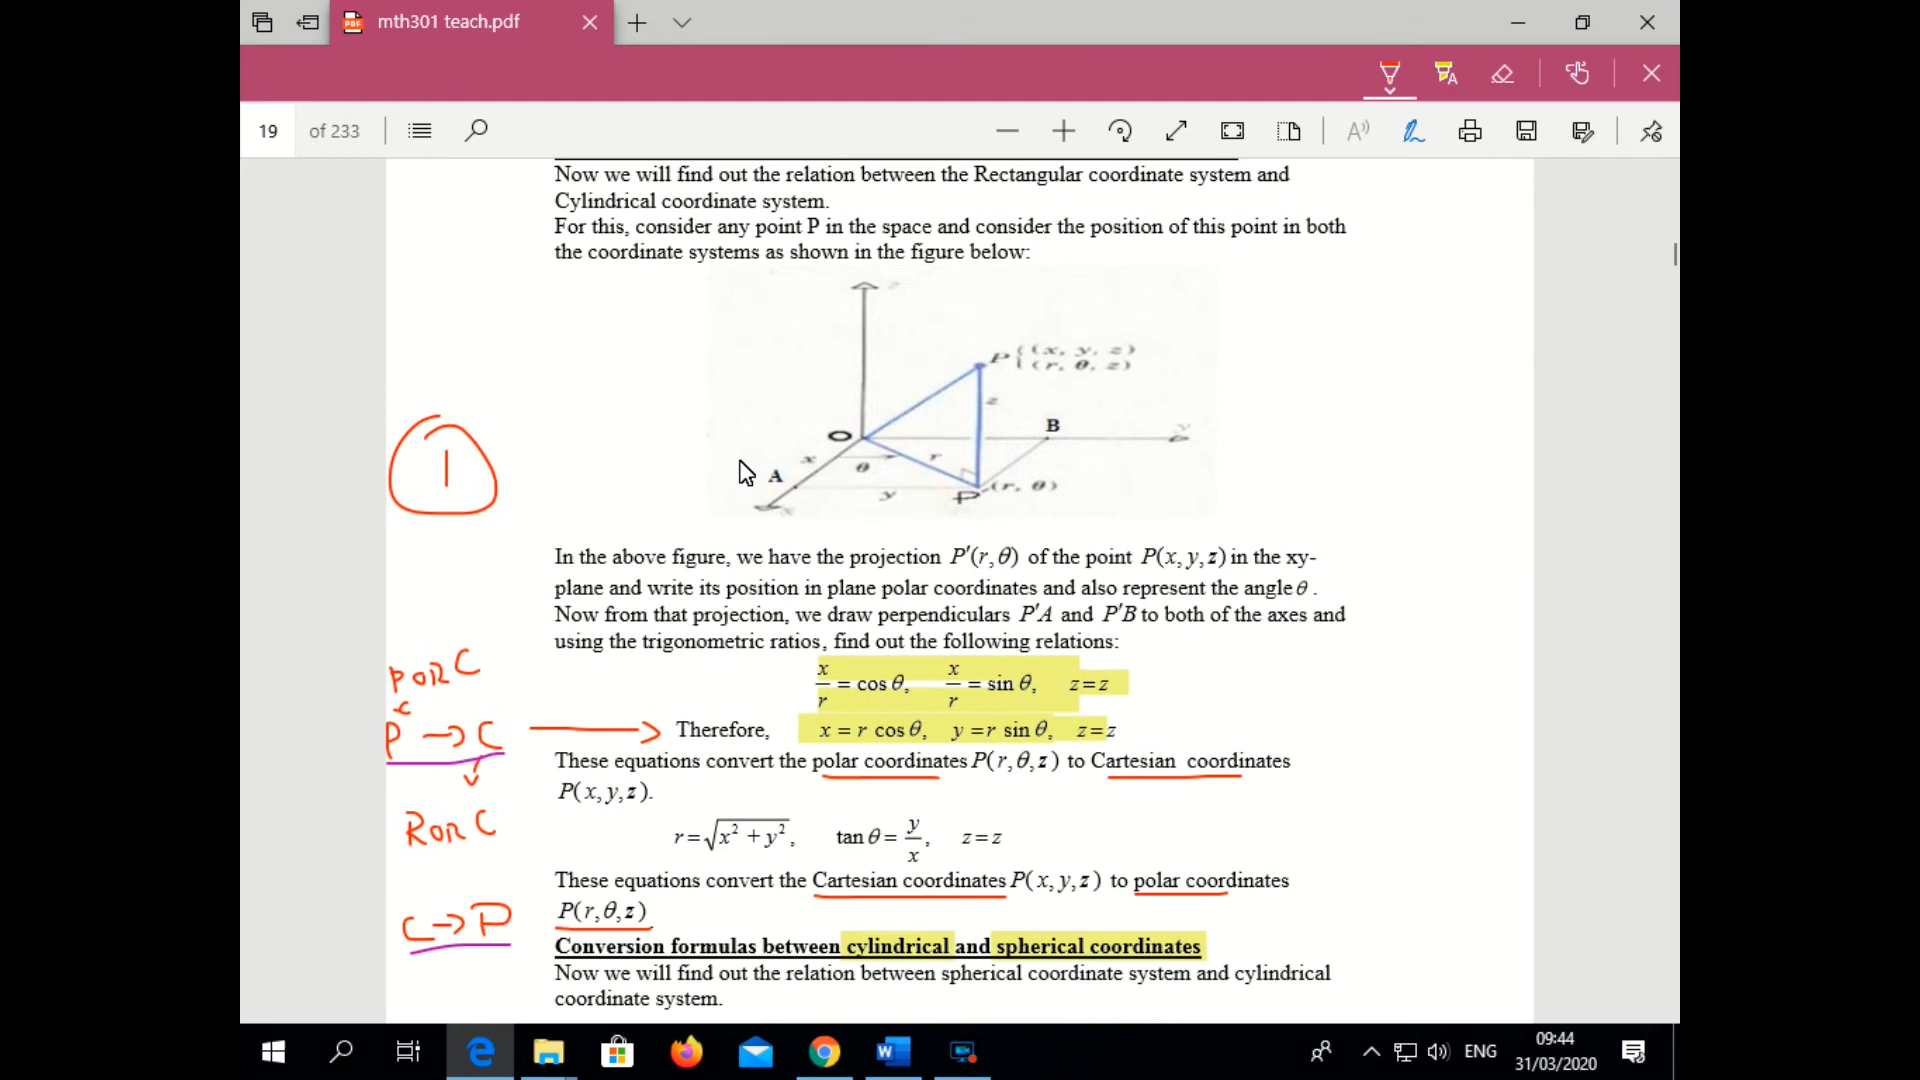 mth301 teach.pdf
19 of 233
Now we will find out the relation between the Rectangular coordinate system and
Cylindrical coordinate system.
For this, consider any point P in the space and consider the position of this point in both
the coordinate systems as shown in the figure below:
z
P {(x, y, z)
(r, θ, z)
z
O
B
y
x
θ
r
A
y
P'(r, θ)
x
1
In the above figure, we have the projection P′(r,θ) of the point P(x,y,z) in the xy-
plane and write its position in plane polar coordinates and also represent the angle θ .
Now from that projection, we draw perpendiculars P′A and P′B to both of the axes and
using the trigonometric ratios, find out the following relations:
x/r = cos θ, x/r = sin θ, z=z
P OR C
P → C
Therefore, x = r cos θ, y = r sin θ, z=z
These equations convert the polar coordinates P(r,θ,z) to Cartesian coordinates
P(x,y,z).
R OR C
r=√x²+y², tan θ = y/x, z=z
These equations convert the Cartesian coordinates P(x,y,z) to polar coordinates
C → P
P(r,θ,z)
Conversion formulas between cylindrical and spherical coordinates
Now we will find out the relation between spherical coordinate system and cylindrical
coordinate system.
ENG
09:44
31/03/2020